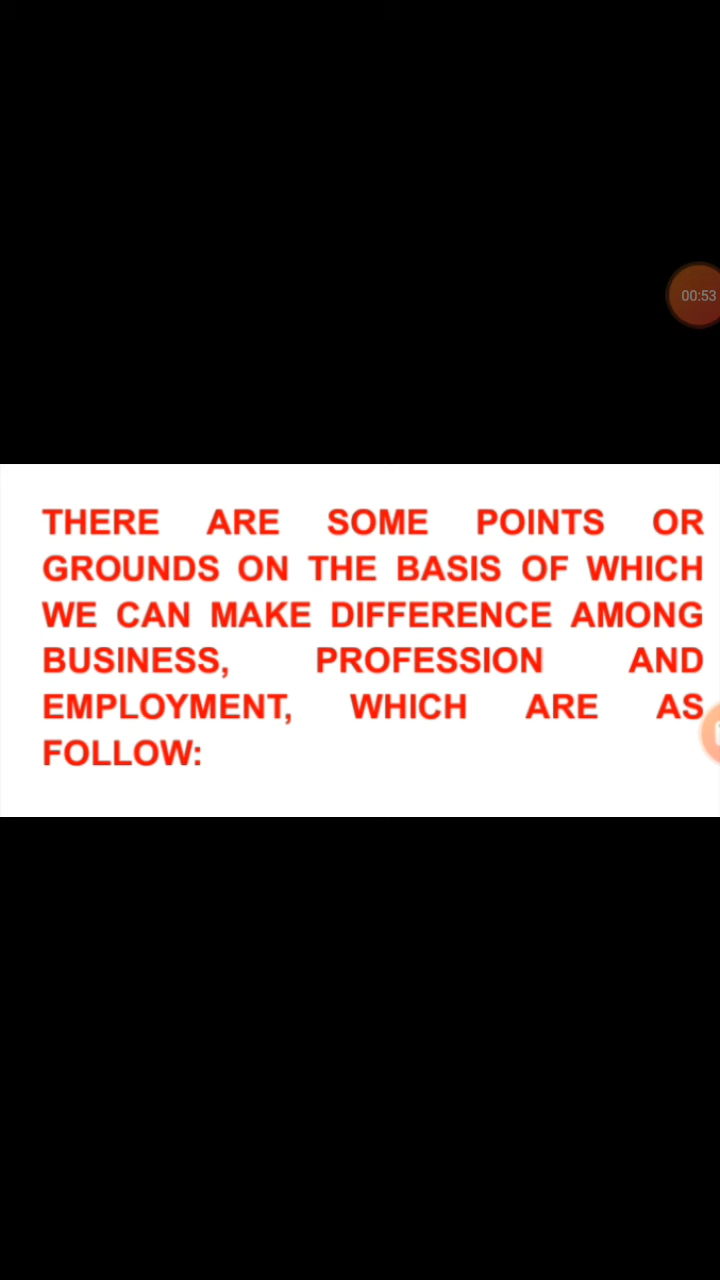 00:53
THERE ARE SOME POINTS OR
GROUNDS ON THE BASIS OF WHICH
WE CAN MAKE DIFFERENCE AMONG
BUSINESS, PROFESSION AND
EMPLOYMENT, WHICH ARE AS
FOLLOW: